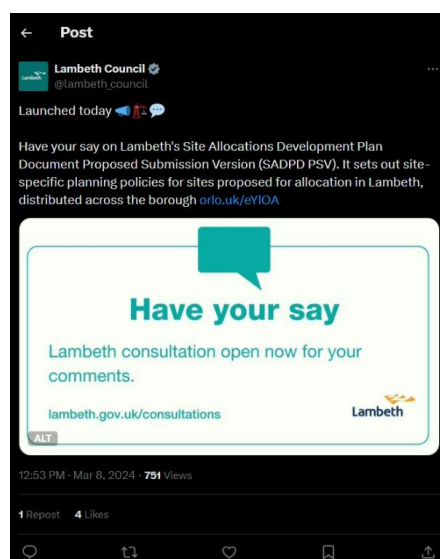 Post
Lambeth Council
@lambeth_council
Launched today
Have your say on Lambeth's Site Allocations Development Plan
Document Proposed Submission Version (SADPD PSV). It sets out site-
specific planning policies for sites proposed for allocation in Lambeth,
distributed across the borough orlo.uk/eYlOA
Have your say
Lambeth consultation open now for your
comments.
lambeth.gov.uk/consultations
Lambeth
ALT
12:53 PM · Mar 8, 2024 · 751 Views
1 Repost 4 Likes